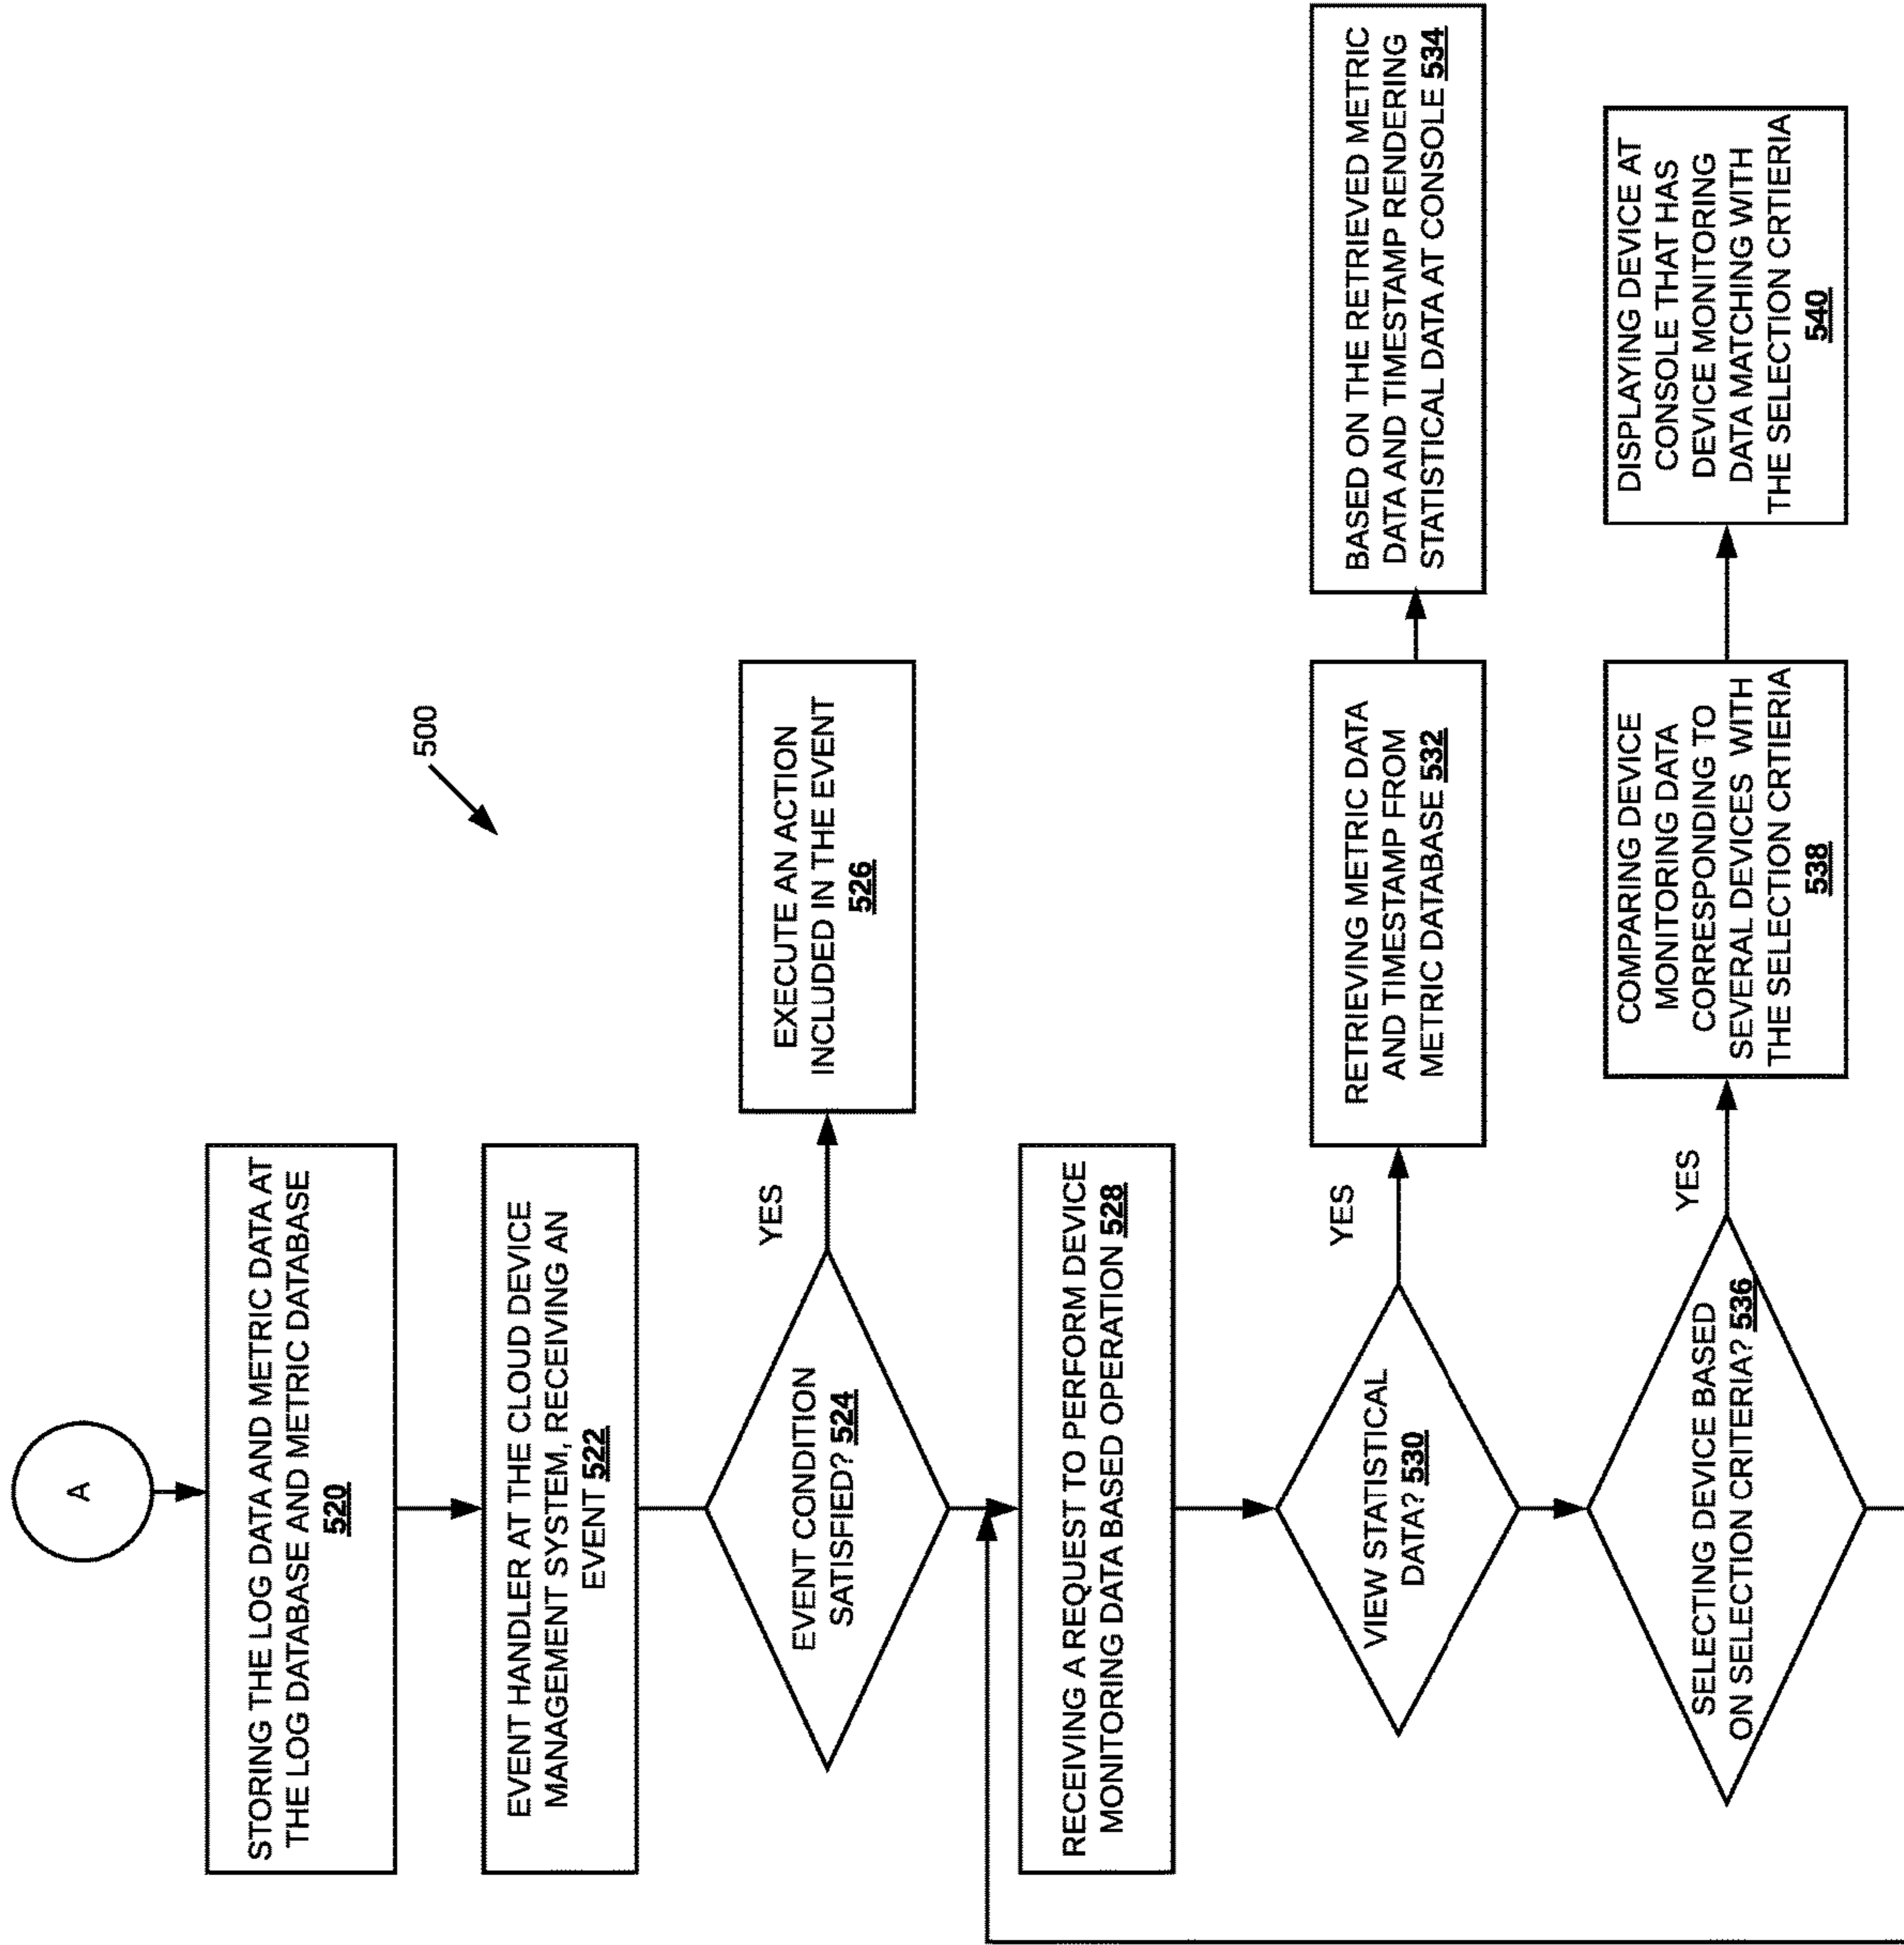 A
500
STORING THE LOG DATA AND METRIC DATA AT
THE LOG DATABASE AND METRIC DATABASE
520
EVENT HANDLER AT THE CLOUD DEVICE
MANAGEMENT SYSTEM, RECEIVING AN
EVENT 522
EVENT CONDITION
SATISFIED? 524
YES
EXECUTE AN ACTION
INCLUDED IN THE EVENT
526
RECEIVING A REQUEST TO PERFORM DEVICE
MONITORING DATA BASED OPERATION 528
VIEW STATISTICAL
DATA? 530
YES
RETRIEVING METRIC DATA
AND TIMESTAMP FROM
METRIC DATABASE 532
BASED ON THE RETRIEVED METRIC
DATA AND TIMESTAMP RENDERING
STATISTICAL DATA AT CONSOLE 534
SELECTING DEVICE BASED
ON SELECTION CRITERIA? 536
YES
COMPARING DEVICE
MONITORING DATA
CORRESPONDING TO
SEVERAL DEVICES WITH
THE SELECTION CRTIERIA
538
DISPLAYING DEVICE AT
CONSOLE THAT HAS
DEVICE MONITORING
DATA MATCHING WITH
THE SELECTION CRTIERIA
540